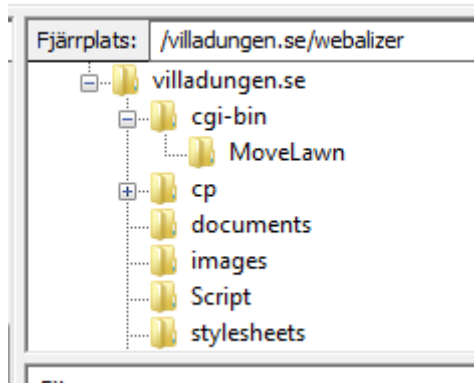 Fjärrplats: /villadungen.se/webalizer
villadungen.se
cgi-bin
MoveLawn
cp
documents
images
Script
stylesheets